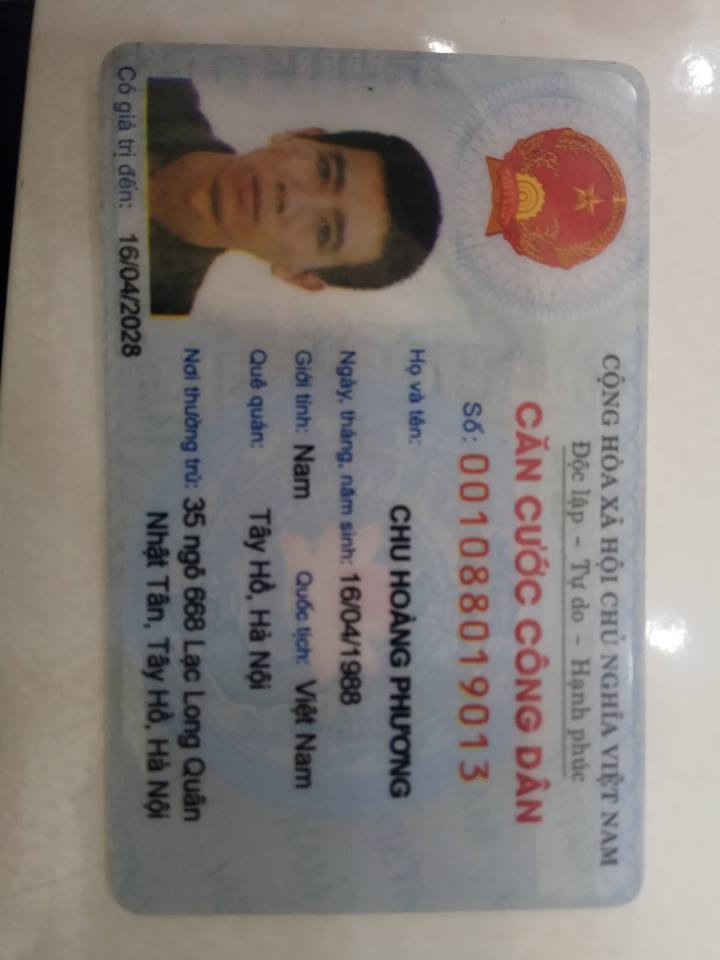 CỘNG HÒA XÃ HỘI CHỦ NGHĨA VIỆT NAM
Độc lập - Tự do - Hạnh phúc
CĂN CƯỚC CÔNG DÂN
Số: 001088019013
Họ và tên: CHU HOÀNG PHƯƠNG
Ngày, tháng, năm sinh: 16/04/1988
Giới tính: Nam Quốc tịch: Việt Nam
Quê quán: Tây Hồ, Hà Nội
Nơi thường trú: 35 ngõ 668 Lạc Long Quân
Nhật Tân, Tây Hồ, Hà Nội
Có giá trị đến: 16/04/2028